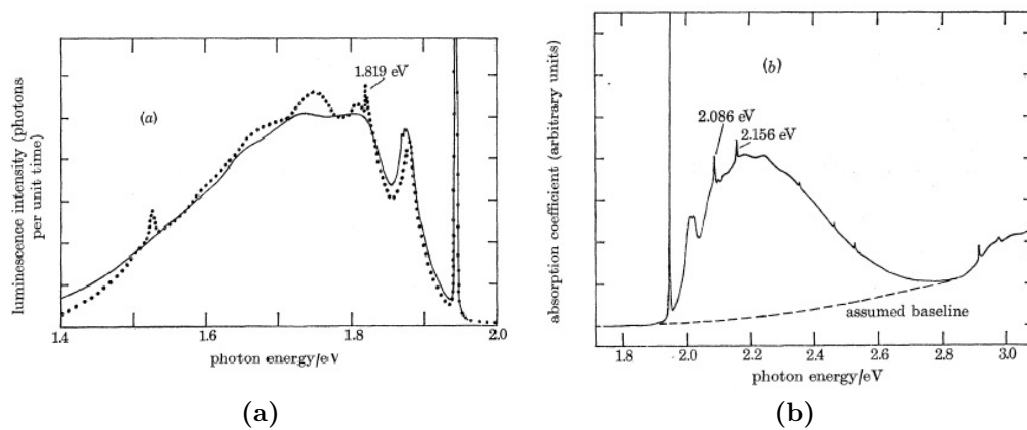 luminescence intensity (photons
per unit time)
(a)
1.819 eV
1.4
1.6
1.8
2.0
photon energy/eV
(a)
absorption coefficient (arbitrary units)
(b)
2.086 eV
2.156 eV
assumed baseline
1.8
2.0
2.2
2.4
2.6
2.8
3.0
photon energy/eV
(b)